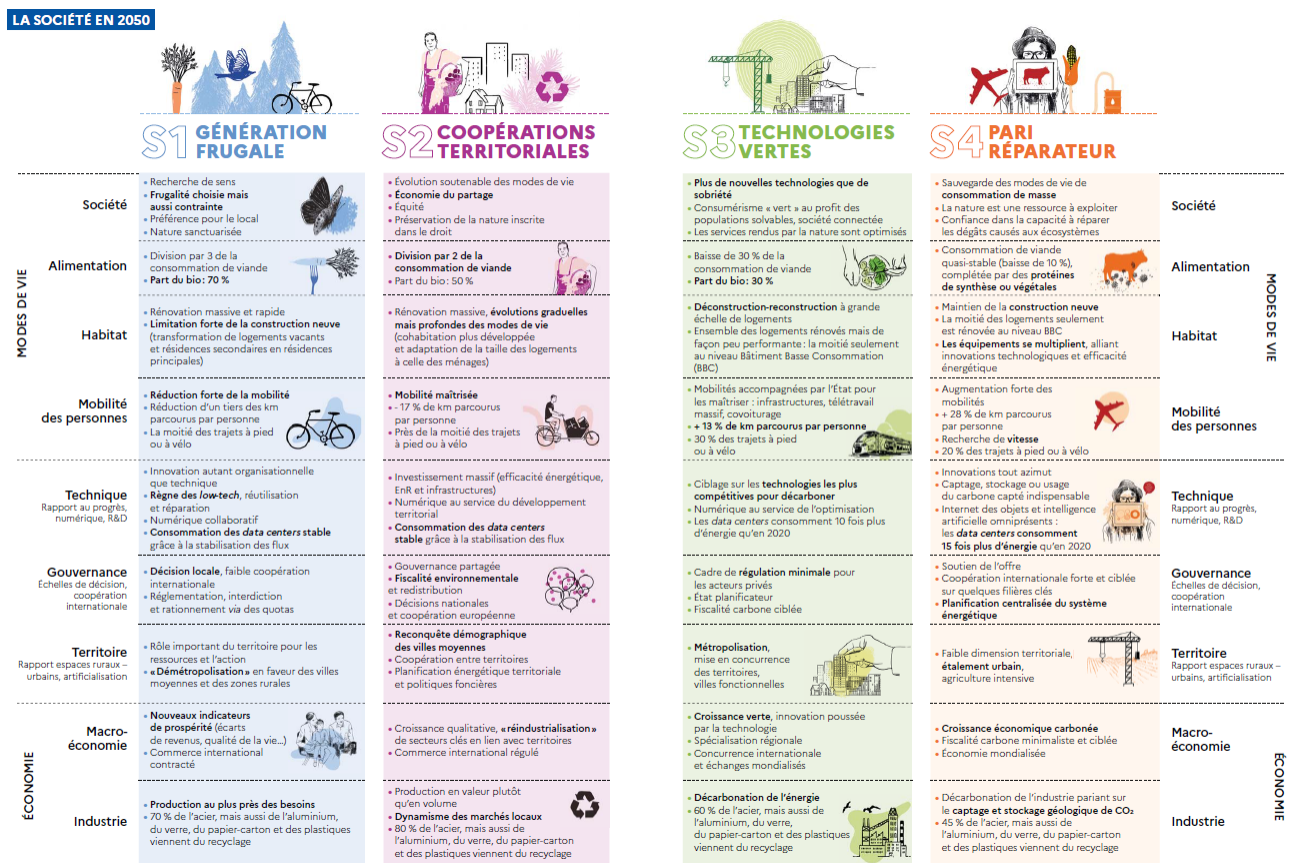 LA SOCIÉTÉ EN 2050
S1 GÉNÉRATION
FRUGALE
S2 COOPÉRATIONS
TERRITORIALES
S3 TECHNOLOGIES
VERTES
S4 PARI
RÉPARATEUR
MODES DE VIE
Société
• Recherche de sens
• Frugalité choisie mais
aussi contrainte
• Préférence pour le local
• Nature sanctuarisée
• Évolution soutenable des modes de vie
• Économie du partage
• Équité
• Préservation de la nature inscrite
dans le droit
• Plus de nouvelles technologies que de
sobriété
• Consumérisme « vert » au profit des
populations solvables, société connectée
• Les services rendus par la nature sont optimisés
• Sauvegarde des modes de vie de
consommation de masse
• La nature est une ressource à exploiter
• Confiance dans la capacité à réparer
les dégâts causés aux écosystèmes
Société
Alimentation
• Division par 3 de la
consommation de viande
• Part du bio : 70 %
• Division par 2 de la
consommation de viande
• Part du bio : 50 %
• Baisse de 30 % de la
consommation de viande
• Part du bio : 30 %
• Consommation de viande
quasi-stable (baisse de 10 %),
complétée par des protéines
de synthèse ou végétales
Alimentation
MODES DE VIE
Habitat
• Rénovation massive et rapide
• Limitation forte de la construction neuve
(transformation de logements vacants
et résidences secondaires en résidences
principales)
• Rénovation massive, évolutions graduelles
mais profondes des modes de vie
(cohabitation plus développée
et adaptation de la taille des logements
à celle des ménages)
• Déconstruction-reconstruction à grande
échelle de logements
• Ensemble des logements rénovés mais de
façon peu performante : la moitié seulement
au niveau Bâtiment Basse Consommation
(BBC)
• Maintien de la construction neuve
• La moitié des logements seulement
est rénovée au niveau BBC
• Les équipements se multiplient, alliant
innovations technologiques et efficacité
énergétique
Habitat
Mobilité
des personnes
• Réduction forte de la mobilité
• Réduction d'un tiers des km
parcourus par personne
• La moitié des trajets à pied
ou à vélo
• Mobilité maîtrisée
• - 17 % de km parcourus
par personne
• Près de la moitié des trajets
à pied ou à vélo
• Mobilités accompagnées par l'État pour
les maîtriser : infrastructures, télétravail
massif, covoiturage
• + 13 % de km parcourus par personne
• 30 % des trajets à pied
ou à vélo
• Augmentation forte des
mobilités
• + 28 % de km parcourus
par personne
• Recherche de vitesse
• 20 % des trajets à pied ou à vélo
Mobilité
des personnes
Technique
Rapport au progrès,
numérique, R&D
• Innovation autant organisationnelle
que technique
• Règne des low-tech, réutilisation
et réparation
• Numérique collaboratif
• Consommation des data centers stable
grâce à la stabilisation des flux
• Investissement massif (efficacité énergétique,
EnR et infrastructures)
• Numérique au service du développement
territorial
• Consommation des data centers
stable grâce à la stabilisation des flux
• Ciblage sur les technologies les plus
compétitives pour décarboner
• Numérique au service de l'optimisation
• Les data centers consomment 10 fois plus
d'énergie qu'en 2020
• Innovations tout azimut
• Captage, stockage ou usage
du carbone capté indispensable
• Internet des objets et intelligence
artificielle omniprésents :
les data centers consomment
15 fois plus d'énergie qu'en 2020
Technique
Rapport au progrès,
numérique, R&D
Gouvernance
Échelles de décision,
coopération
internationale
• Décision locale, faible coopération
internationale
• Réglementation, interdiction
et rationnement via des quotas
• Gouvernance partagée
• Fiscalité environnementale
et redistribution
• Décisions nationales
et coopération européenne
• Cadre de régulation minimale pour
les acteurs privés
• État planificateur
• Fiscalité carbone ciblée
• Soutien de l'offre
• Coopération internationale forte et ciblée
sur quelques filières clés
• Planification centralisée du système
énergétique
Gouvernance
Échelles de décision,
coopération
internationale
Territoire
Rapport espaces ruraux –
urbains, artificialisation
• Rôle important du territoire pour les
ressources et l'action
• « Démétropolisation » en faveur des villes
moyennes et des zones rurales
• Reconquête démographique
des villes moyennes
• Coopération entre territoires
• Planification énergétique territoriale
et politiques foncières
• Métropolisation,
mise en concurrence
des territoires,
villes fonctionnelles
• Faible dimension territoriale,
étalement urbain,
agriculture intensive
Territoire
Rapport espaces ruraux –
urbains, artificialisation
ÉCONOMIE
Macro-
économie
• Nouveaux indicateurs
de prospérité (écarts
de revenus, qualité de la vie…)
• Commerce international
contracté
• Croissance qualitative, « réindustrialisation »
de secteurs clés en lien avec territoires
• Commerce international régulé
• Croissance verte, innovation poussée
par la technologie
• Spécialisation régionale
• Concurrence internationale
et échanges mondialisés
• Croissance économique carbonée
• Fiscalité carbone minimaliste et ciblée
• Économie mondialisée
Macro-
économie
ÉCONOMIE
Industrie
• Production au plus près des besoins
• 70 % de l'acier, mais aussi de l'aluminium,
du verre, du papier-carton et des plastiques
viennent du recyclage
• Production en valeur plutôt
qu'en volume
• Dynamisme des marchés locaux
• 80 % de l'acier, mais aussi de
l'aluminium, du verre, du papier-carton
et des plastiques viennent du recyclage
• Décarbonation de l'énergie
• 60 % de l'acier, mais aussi de
l'aluminium, du verre,
du papier-carton et des plastiques
viennent du recyclage
• Décarbonation de l'industrie pariant sur
le captage et stockage géologique de CO₂
• 45 % de l'acier, mais aussi de
l'aluminium, du verre, du papier-carton
et des plastiques viennent du recyclage
Industrie